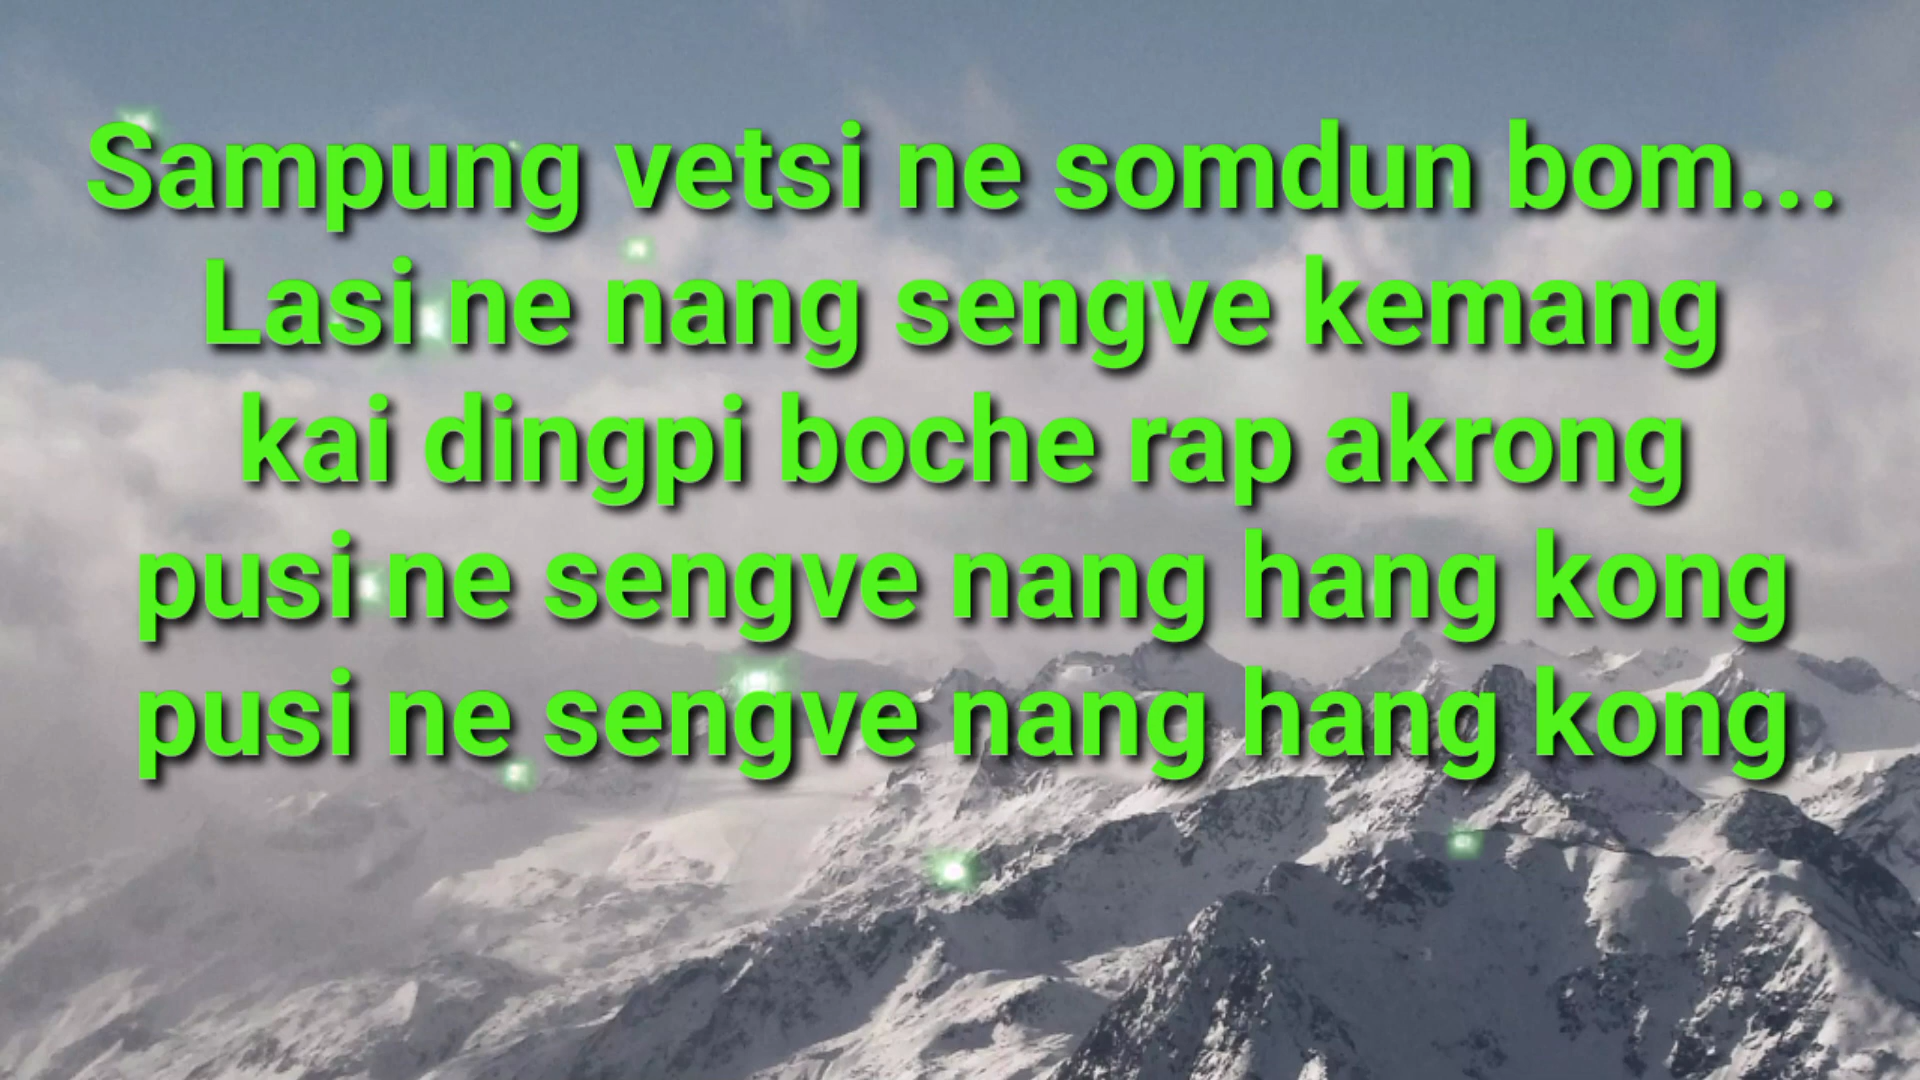 Sampung vetsi ne somdun bom...
Lasi ne nang sengve kemang
kai dingpi boche rap akrong
pusi ne sengve nang hang kong
pusi ne sengve nang hang kong